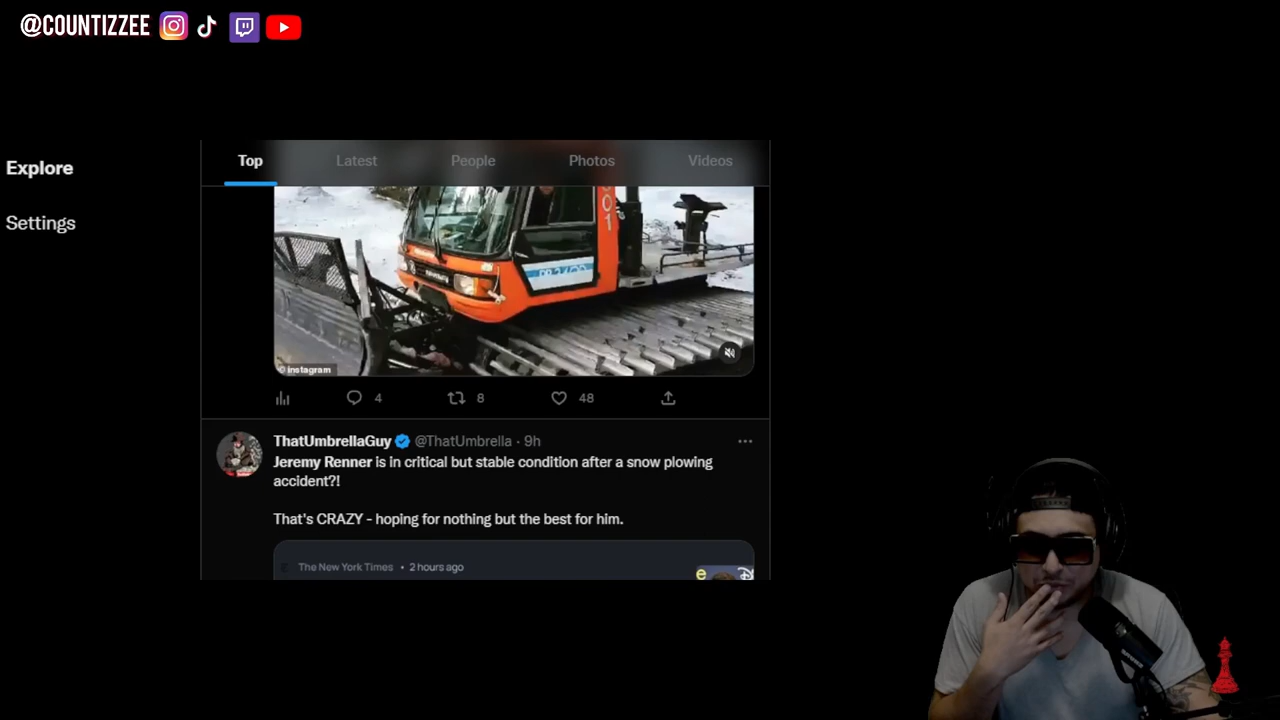 @COUNTIZZEE
Explore
Settings
Top Latest People Photos Videos
01
© instagram
4 8 48
ThatUmbrellaGuy @ThatUmbrella · 9h
Jeremy Renner is in critical but stable condition after a snow plowing
accident?!
That's CRAZY - hoping for nothing but the best for him.
The New York Times • 2 hours ago